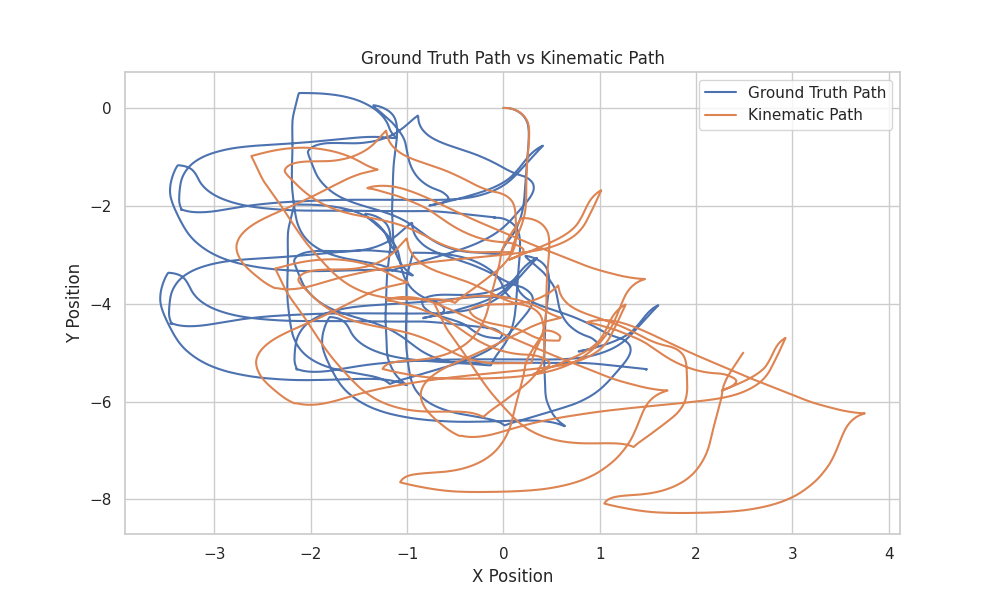 Ground Truth Path vs Kinematic Path
Ground Truth Path
Kinematic Path
0
−2
−4
−6
−8
Y Position
−3
−2
−1
0
1
2
3
4
X Position